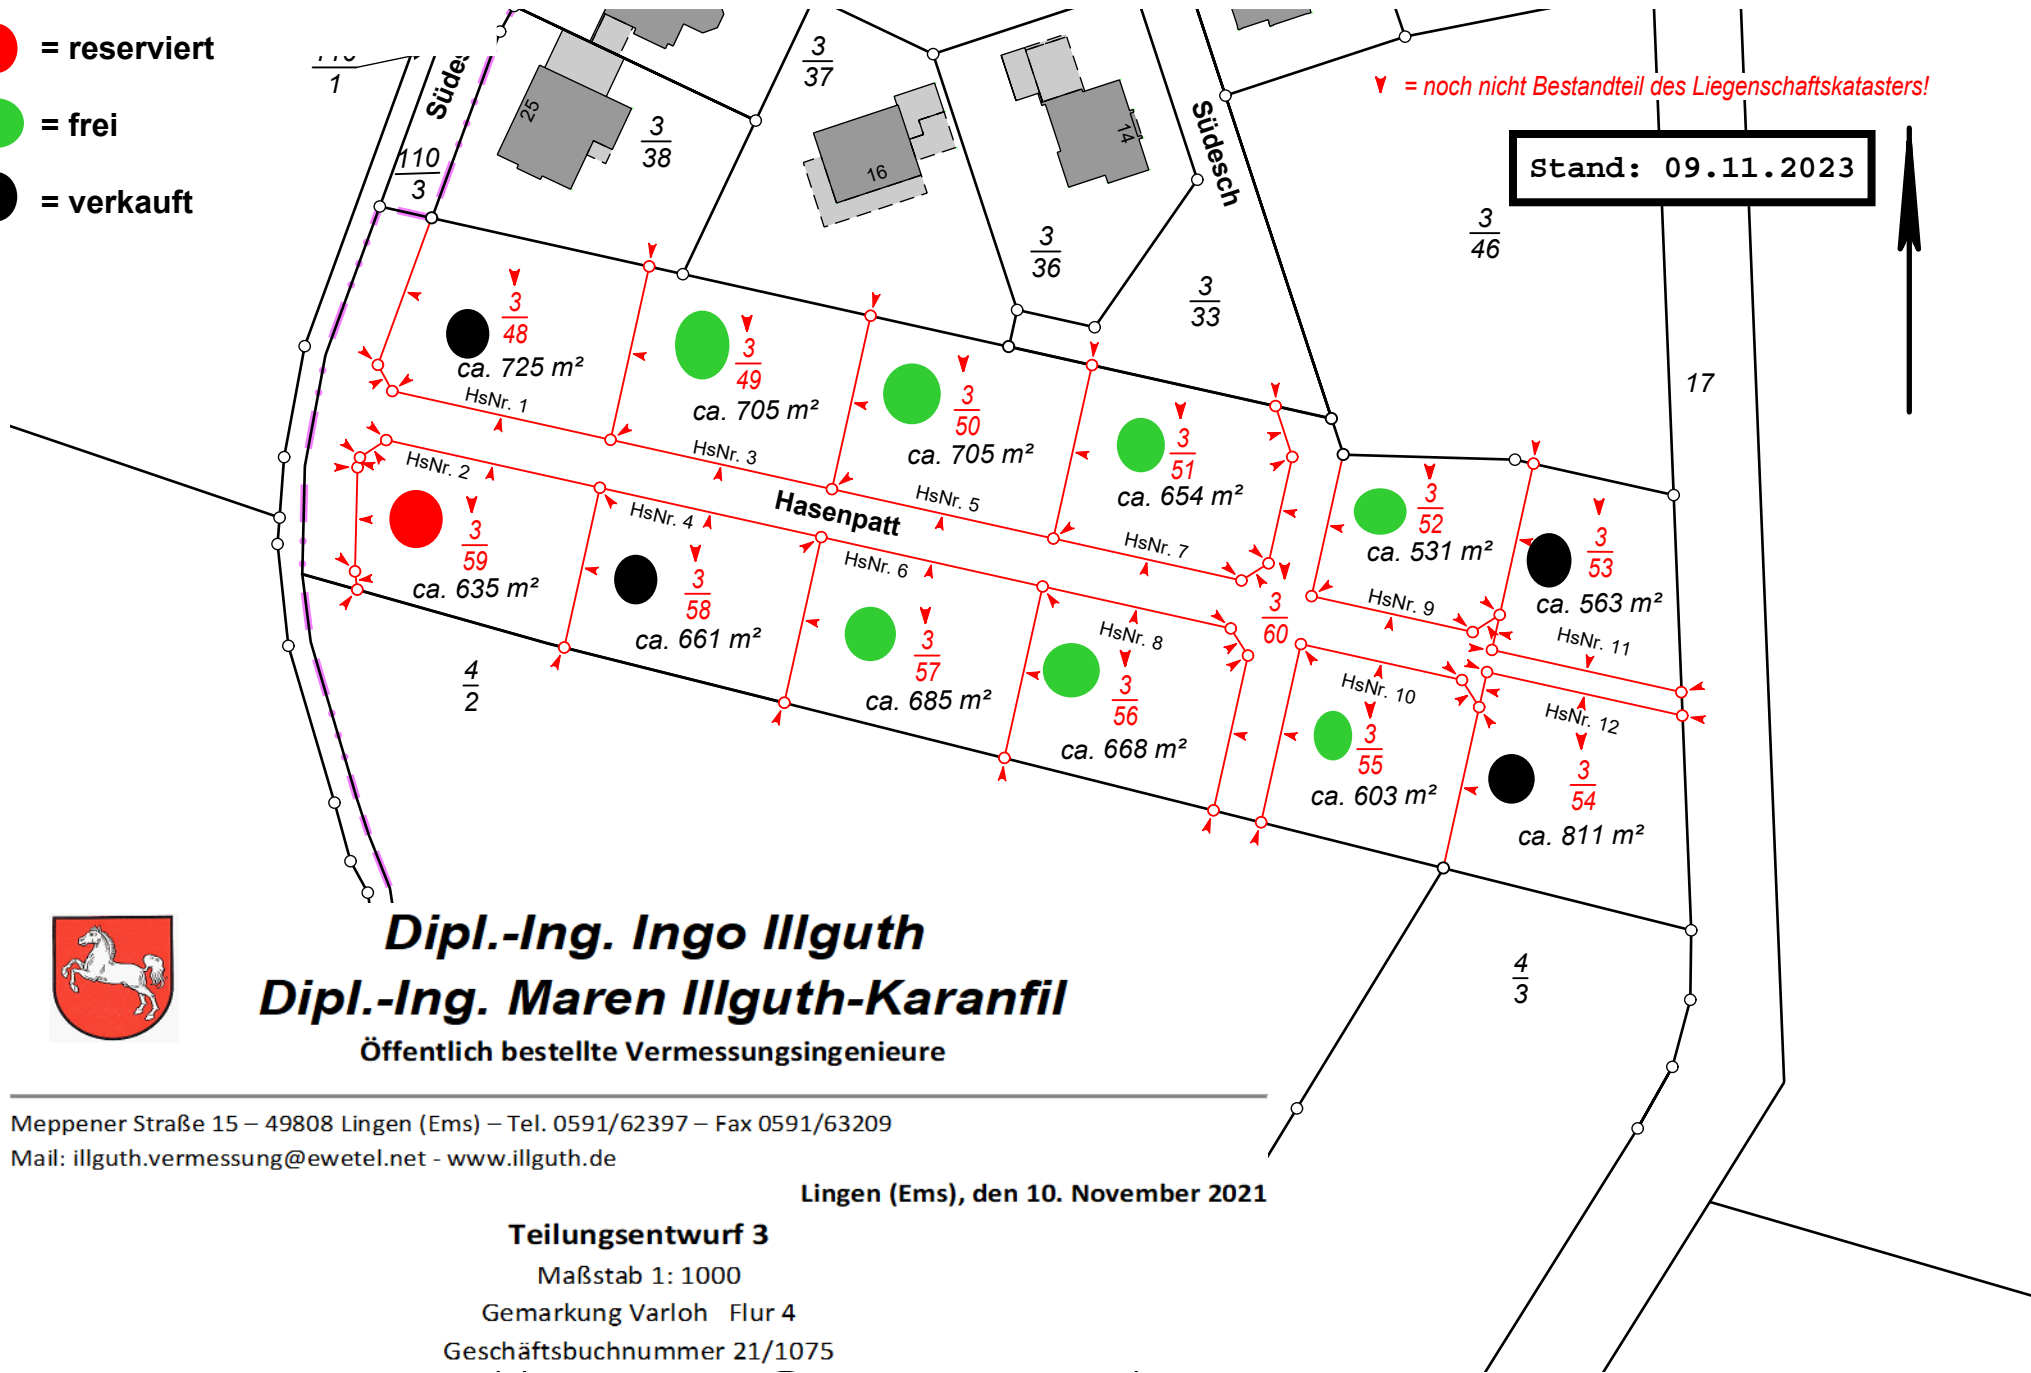 = reserviert
= frei
= verkauft
1
Südes
110
3
25
3
38
3
37
16
14
3
36
Südesch
3
33
= noch nicht Bestandteil des Liegenschaftskatasters!
Stand: 09.11.2023
3
46
17
3
48
ca. 725 m²
HsNr. 1
3
49
ca. 705 m²
HsNr. 3
3
50
ca. 705 m²
HsNr. 5
3
51
ca. 654 m²
HsNr. 7
3
52
ca. 531 m²
HsNr. 9
3
53
ca. 563 m²
HsNr. 11
Hasenpatt
HsNr. 2
3
59
ca. 635 m²
HsNr. 4
3
58
ca. 661 m²
HsNr. 6
3
57
ca. 685 m²
HsNr. 8
3
56
ca. 668 m²
3
60
HsNr. 10
3
55
ca. 603 m²
HsNr. 12
3
54
ca. 811 m²
4
2
4
3
Dipl.-Ing. Ingo Illguth
Dipl.-Ing. Maren Illguth-Karanfil
Öffentlich bestellte Vermessungsingenieure
Meppener Straße 15 – 49808 Lingen (Ems) – Tel. 0591/62397 – Fax 0591/63209
Mail: illguth.vermessung@ewetel.net - www.illguth.de
Lingen (Ems), den 10. November 2021
Teilungsentwurf 3
Maßstab 1: 1000
Gemarkung Varloh Flur 4
Geschäftsbuchnummer 21/1075